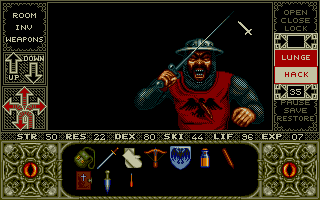 ROOM
INV
WEAPONS
UP DOWN
OPEN
CLOSE
LOCK
LUNGE
HACK
35
PAUSE
SAVE
RESTORE
STR 50 RES 22 DEX 80 SKI 44 LIF 96 EXP 07